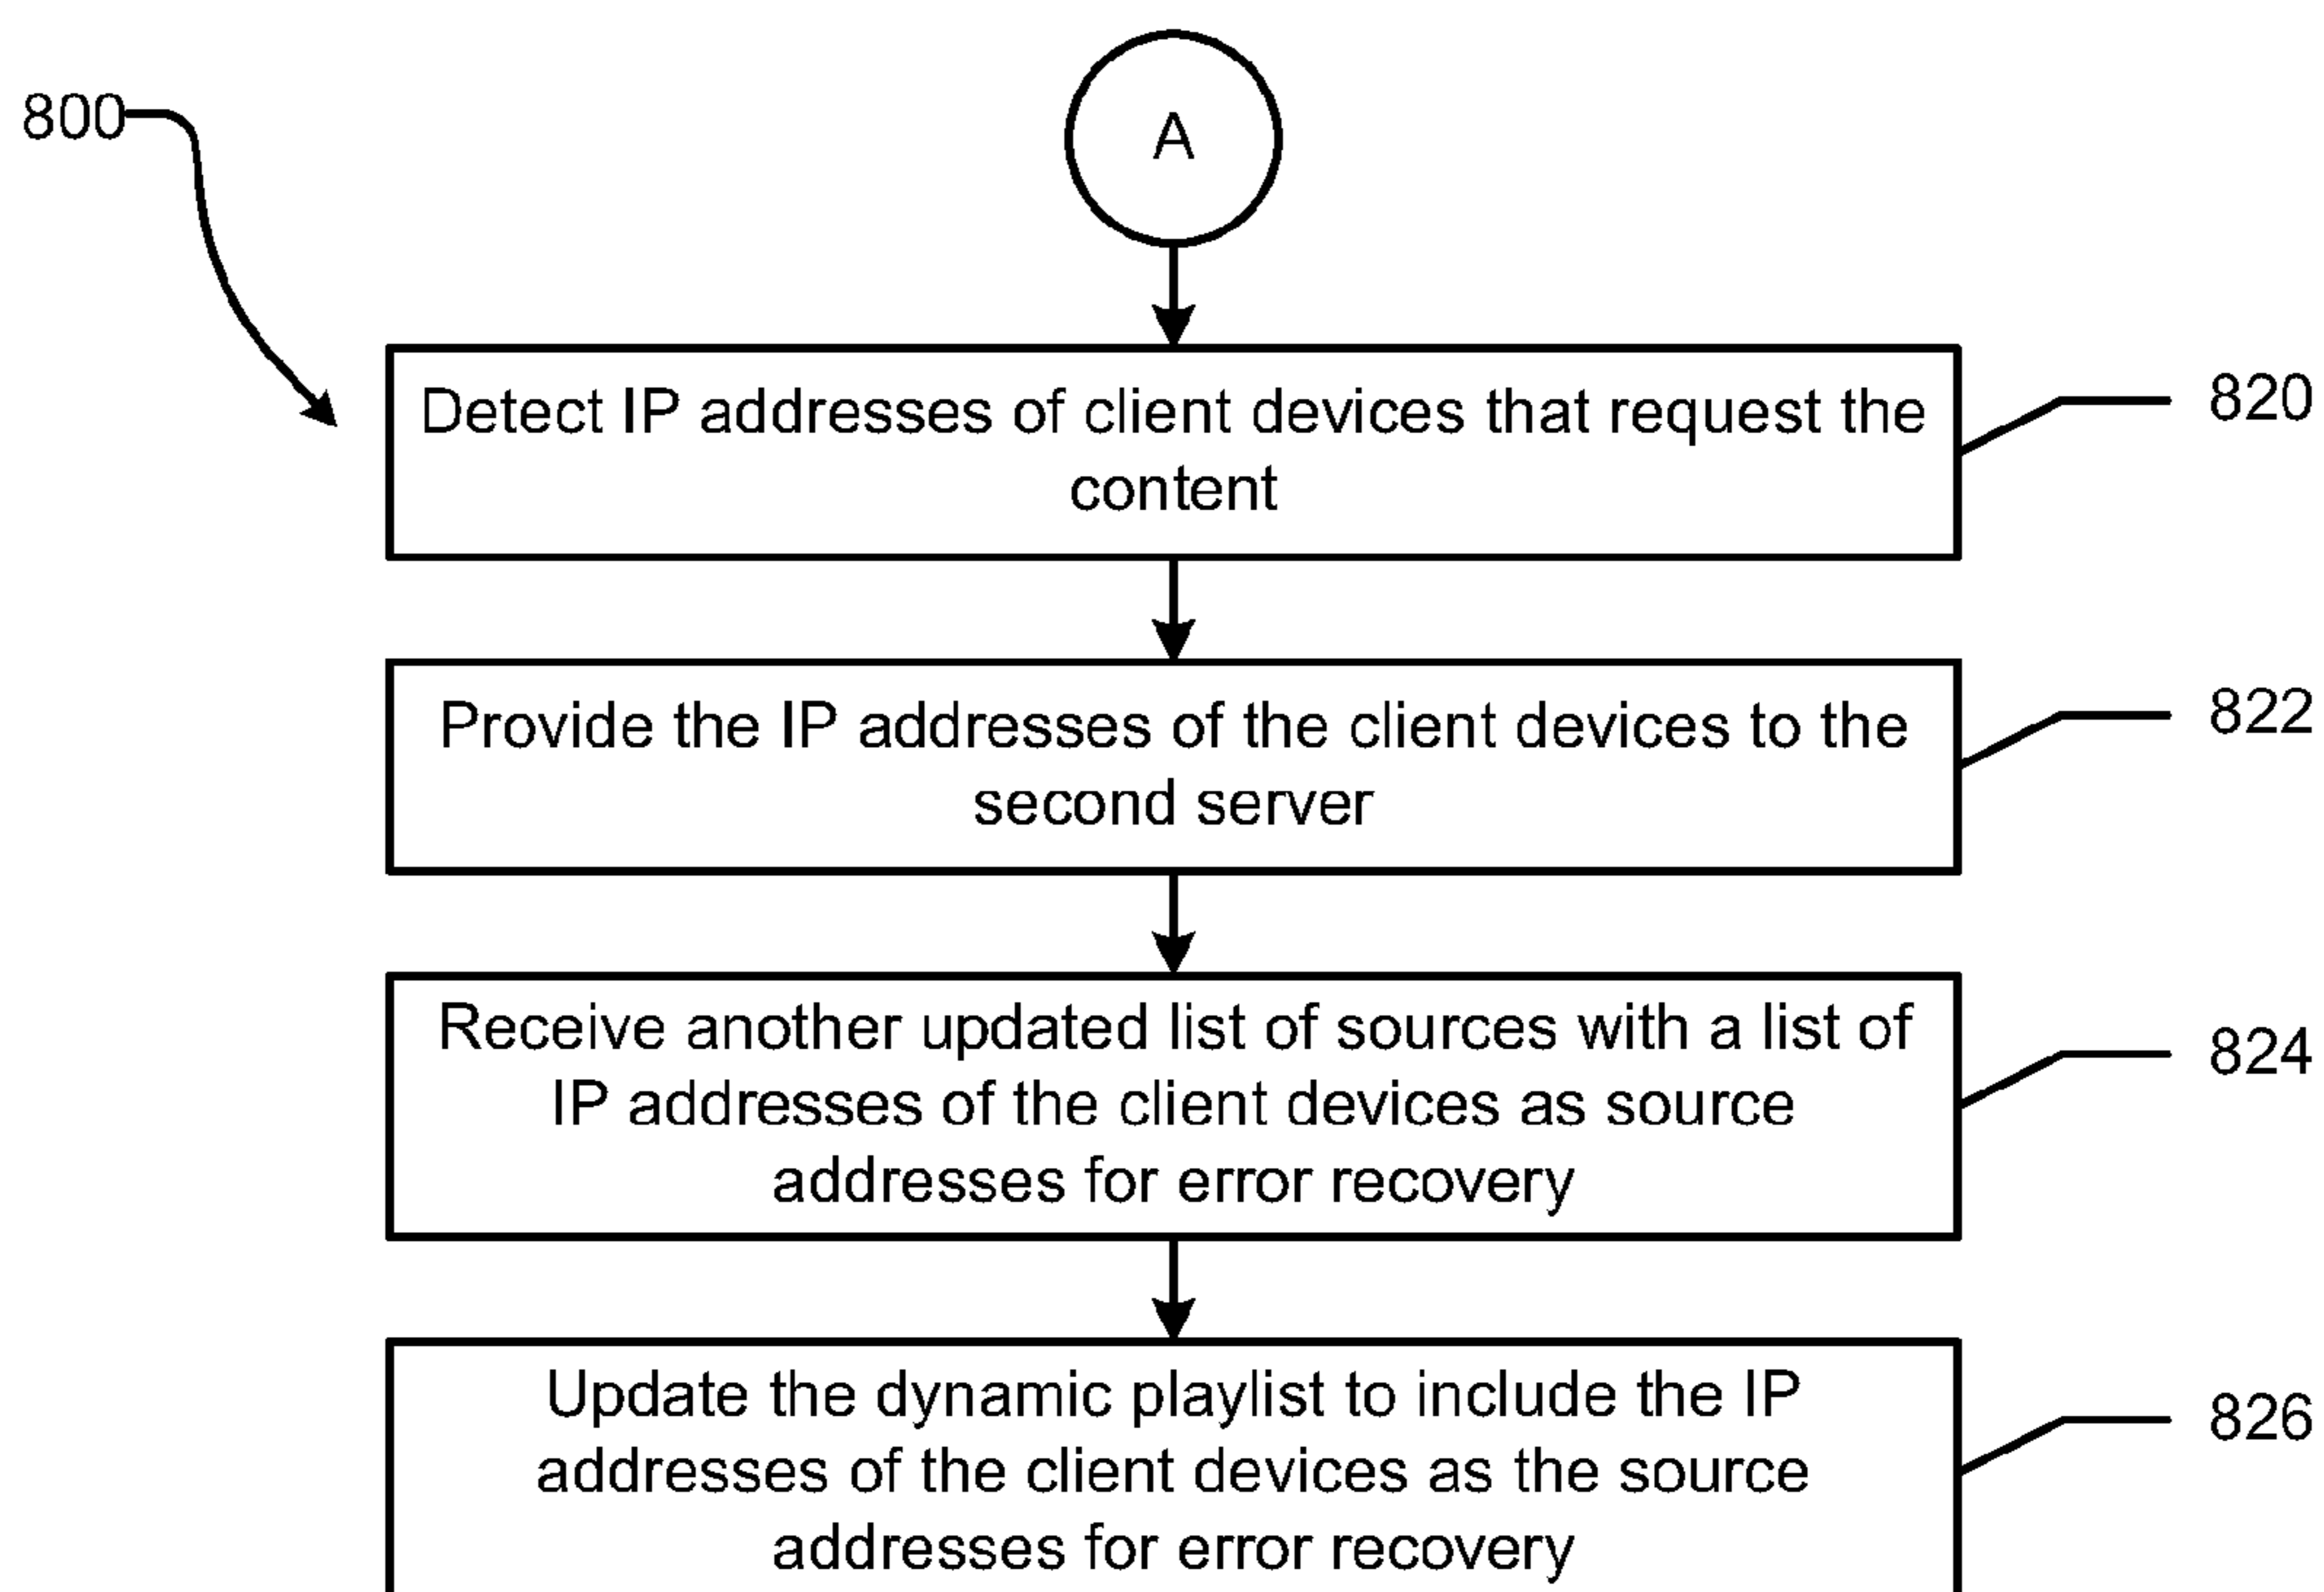 800
A
Detect IP addresses of client devices that request the
content
820
Provide the IP addresses of the client devices to the
second server
822
Receive another updated list of sources with a list of
IP addresses of the client devices as source
addresses for error recovery
824
Update the dynamic playlist to include the IP
addresses of the client devices as the source
addresses for error recovery
826